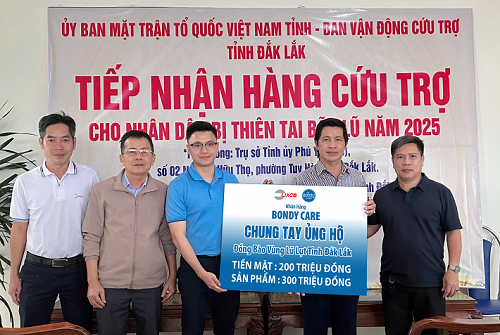 ỦY BAN MẶT TRẬN TỔ QUỐC VIỆT NAM TỈNH - BAN VẬN ĐỘNG CỨU TRỢ
TỈNH ĐẮK LẮK
TIẾP NHẬN HÀNG CỨU TRỢ
CHO NHÂN DÂN BỊ THIÊN TAI BÃO LŨ NĂM 2025
Trụ sở Tỉnh ủy Phú
số 02 Hữu Thọ, phường Tuy Lắk.
Đắk
LIXCO
Nhãn Hàng
BONDY CARE
CHUNG TAY ỦNG HỘ
Đồng Bào Vùng Lũ Lụt Tỉnh Đắk Lắk
TIỀN MẶT : 200 TRIỆU ĐỒNG
SẢN PHẨM : 300 TRIỆU ĐỒNG